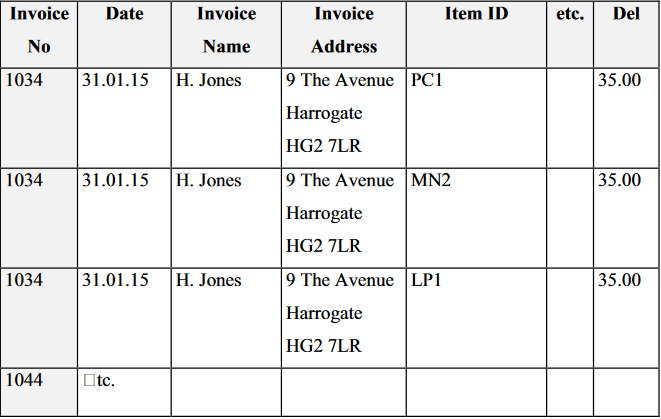 Invoice No Date Invoice Name Invoice Address Item ID etc. Del
1034 31.01.15 H. Jones 9 The Avenue PC1 35.00
Harrogate
HG2 7LR
1034 31.01.15 H. Jones 9 The Avenue MN2 35.00
Harrogate
HG2 7LR
1034 31.01.15 H. Jones 9 The Avenue LP1 35.00
Harrogate
HG2 7LR
1044 □tc.